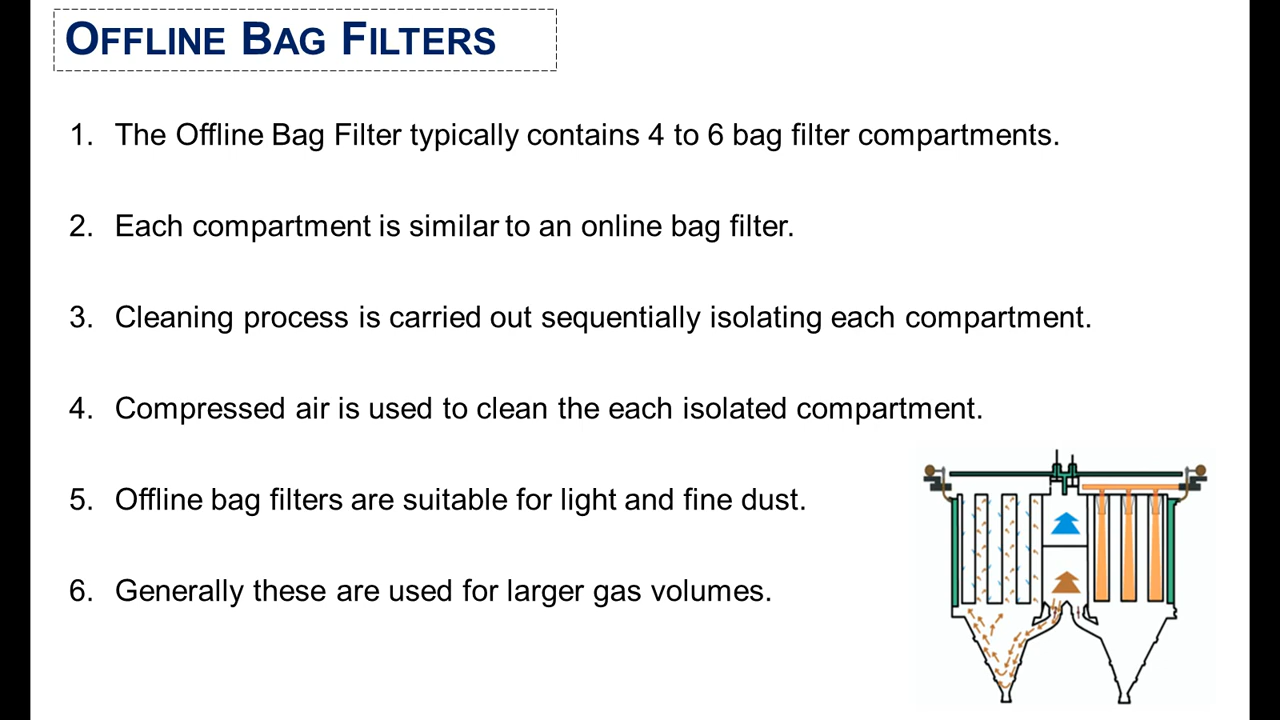 OFFLINE BAG FILTERS
1. The Offline Bag Filter typically contains 4 to 6 bag filter compartments.
2. Each compartment is similar to an online bag filter.
3. Cleaning process is carried out sequentially isolating each compartment.
4. Compressed air is used to clean the each isolated compartment.
5. Offline bag filters are suitable for light and fine dust.
6. Generally these are used for larger gas volumes.